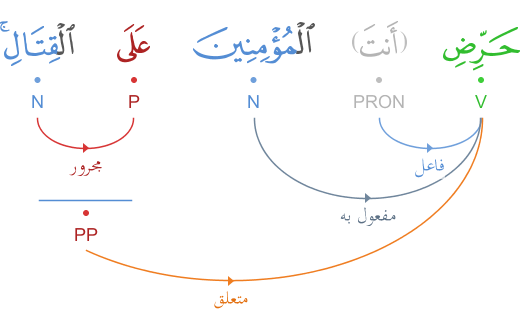 حَرِّضِ (أَنتَ) ٱلْمُؤْمِنِينَ عَلَى ٱلْقِتَالِ ۚ
V PRON N P N
فاعل مجرور
مفعول به
PP
متعلق